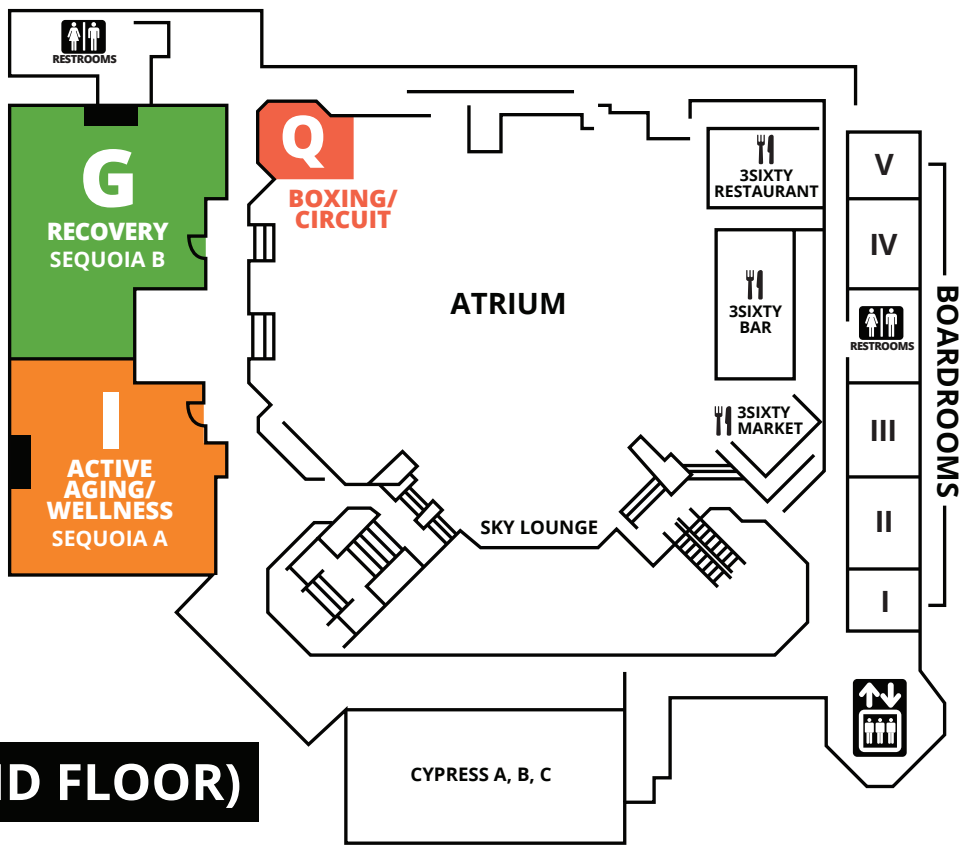 RESTROOMS
G
RECOVERY
SEQUOIA B
Q
BOXING/
CIRCUIT
3SIXTY
RESTAURANT
V
IV
ATRIUM
3SIXTY
BAR
RESTROOMS
BOARDROOMS
I
ACTIVE
AGING/
WELLNESS
SEQUOIA A
3SIXTY
MARKET
III
II
SKY LOUNGE
I
CYPRESS A, B, C
FLOOR)